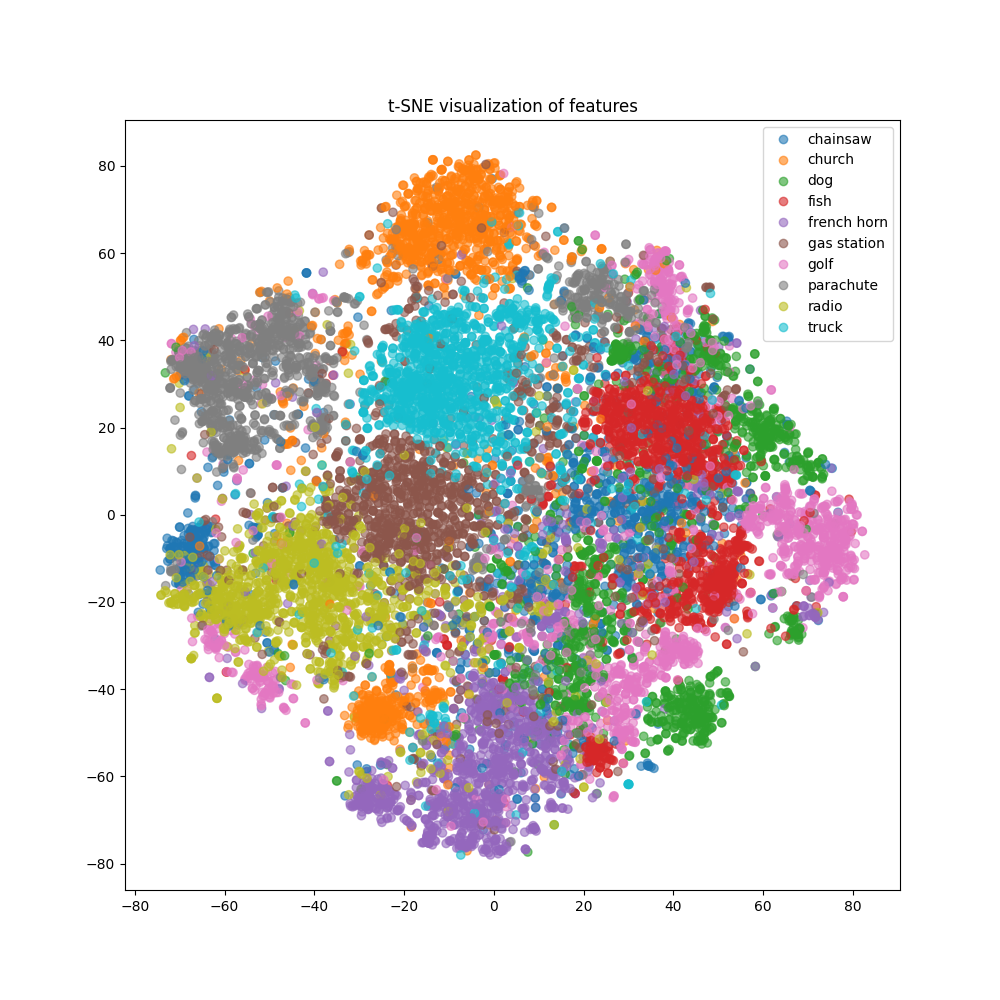 t-SNE visualization of features
chainsaw
church
dog
fish
french horn
gas station
golf
parachute
radio
truck
80
60
40
20
0
−20
−40
−60
−80
−80 −60 −40 −20 0 20 40 60 80